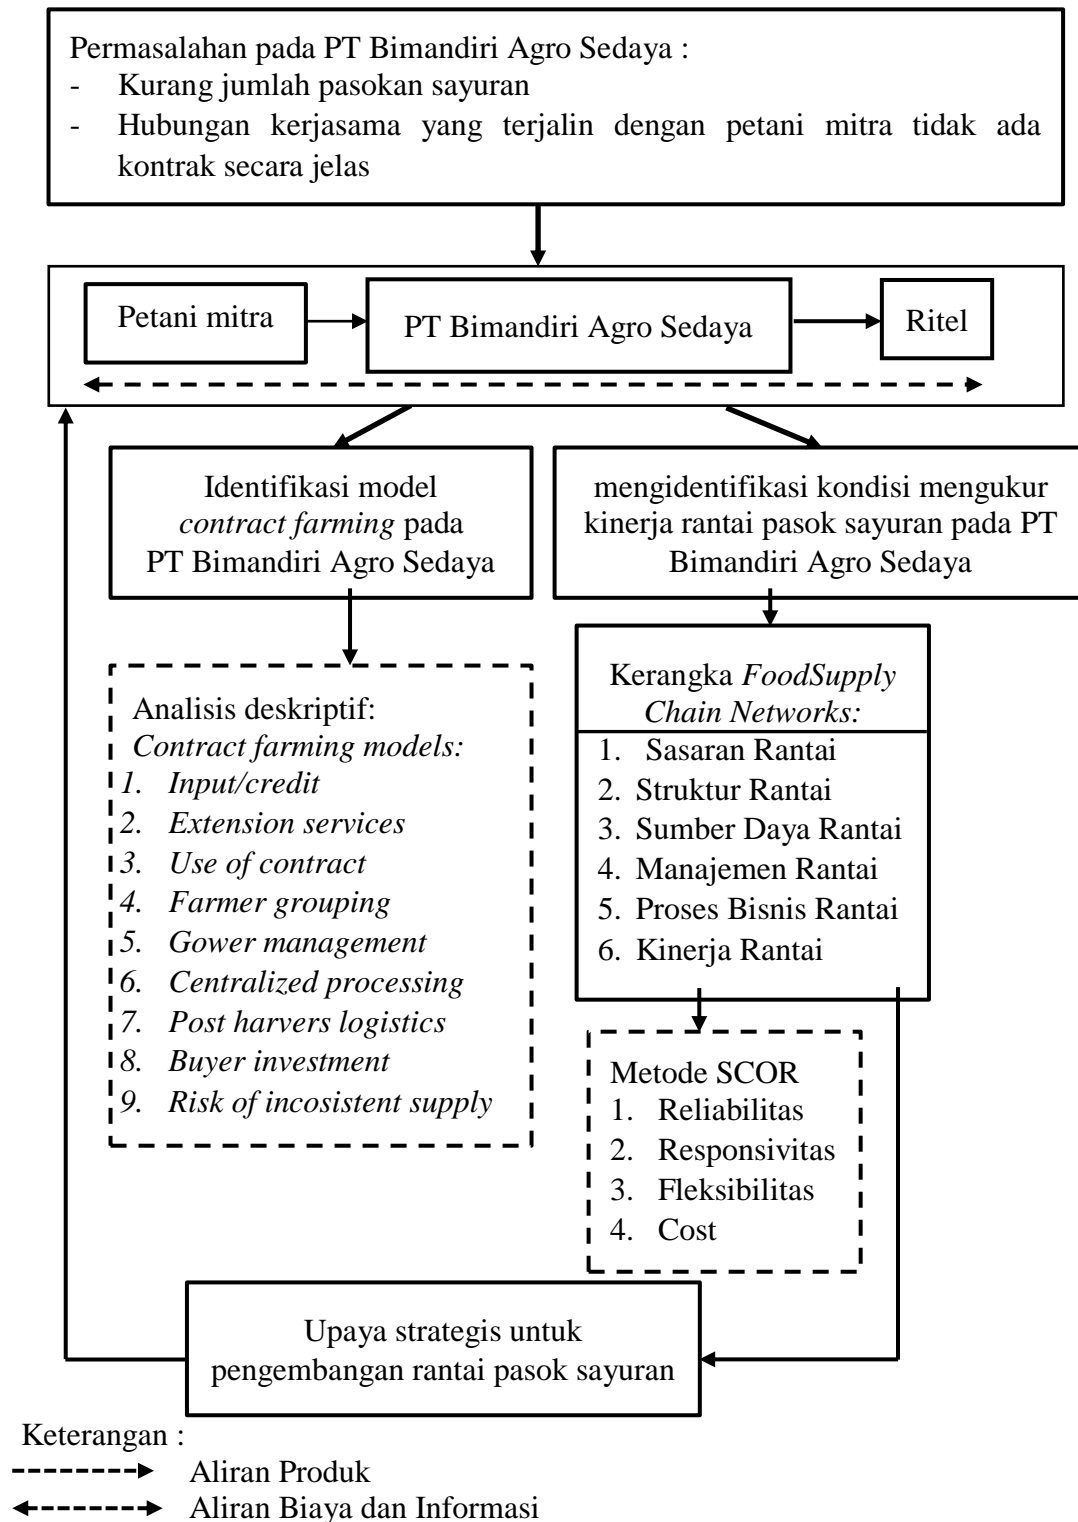 Permasalahan pada PT Bimandiri Agro Sedaya :
- Kurang jumlah pasokan sayuran
- Hubungan kerjasama yang terjalin dengan petani mitra tidak ada
kontrak secara jelas
Petani mitra
PT Bimandiri Agro Sedaya
Ritel
Identifikasi model
contract farming pada
PT Bimandiri Agro Sedaya
mengidentifikasi kondisi mengukur
kinerja rantai pasok sayuran pada PT
Bimandiri Agro Sedaya
Analisis deskriptif:
Contract farming models:
1. Input/credit
2. Extension services
3. Use of contract
4. Farmer grouping
5. Gower management
6. Centralized processing
7. Post harvers logistics
8. Buyer investment
9. Risk of incosistent supply
Kerangka FoodSupply
Chain Networks:
1. Sasaran Rantai
2. Struktur Rantai
3. Sumber Daya Rantai
4. Manajemen Rantai
5. Proses Bisnis Rantai
6. Kinerja Rantai
Metode SCOR
1. Reliabilitas
2. Responsivitas
3. Fleksibilitas
4. Cost
Upaya strategis untuk
pengembangan rantai pasok sayuran
Keterangan :
Aliran Produk
Aliran Biaya dan Informasi